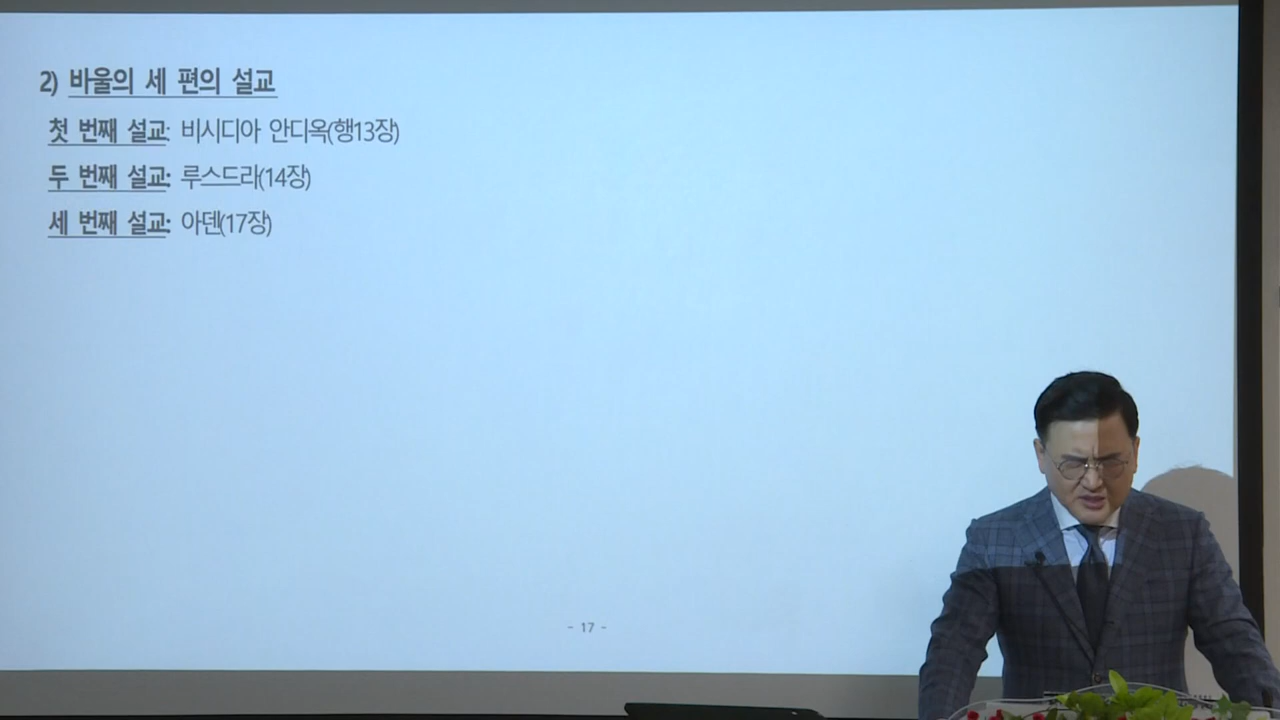 2) 바울의 세 편의 설교
첫 번째 설교: 비시디아 안디옥(행13장)
두 번째 설교: 루스드라(14장)
세 번째 설교: 아덴(17장)
- 17 -